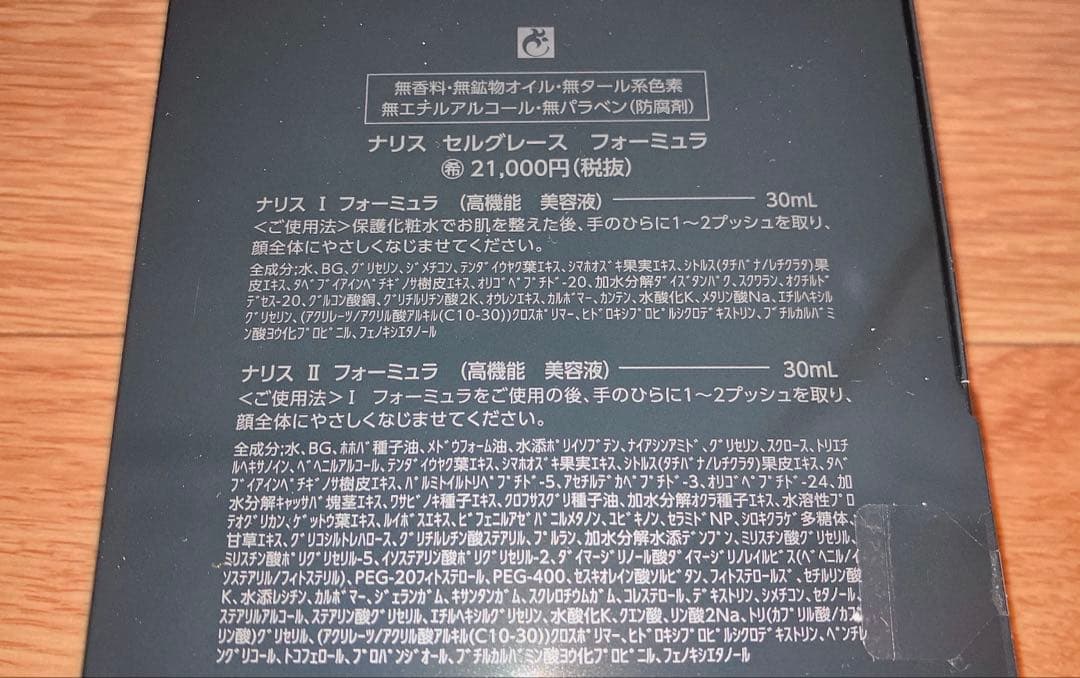 無香料・無鉱物オイル・無タール系色素
無エチルアルコール・無パラベン(防腐剤)
ナリス セルグレース フォーミュラ
㊝ 21,000円(税抜)
ナリス Ⅰ フォーミュラ (高機能 美容液) 30mL
＜ご使用法＞保護化粧水でお肌を整えた後、手のひらに1〜2プッシュを取り、
顔全体にやさしくなじませてください。
全成分:水、BG、ｸﾞﾘｾﾘﾝ、ｼﾞﾒﾁｺﾝ、ﾃﾝﾀﾞｲｳﾔｸ葉ｴｷｽ、ｼﾏﾎｵｽﾞｷ果実ｴｷｽ、ｼﾄﾙｽ(ﾀﾁﾊﾞﾅ/ﾚﾁｸﾗﾀ)果
皮ｴｷｽ、ﾀﾍﾞﾌﾞｲｱｲﾝﾍﾟﾁｷﾞﾉｻ樹皮ｴｷｽ、ｵﾘｺﾞﾍﾟﾌﾟﾁﾄﾞ-20、加水分解ﾀﾞｲｽﾞﾀﾝﾊﾟｸ、ｽｸﾜﾗﾝ、ｵｸﾁﾙﾄﾞ
ﾃﾞｾｽ-20、ｸﾞﾙｺﾝ酸銅、ｸﾞﾘﾁﾙﾘﾁﾝ酸2K、ｵｳﾚﾝｴｷｽ、ｶﾙﾎﾞﾏｰ、ｶﾝﾃﾝ、水酸化K、ﾒﾀﾘﾝ酸Na、ｴﾁﾙﾍｷｼﾙ
ｸﾞﾘｾﾘﾝ、(ｱｸﾘﾚｰﾂ/ｱｸﾘﾙ酸ｱﾙｷﾙ(C10-30))ｸﾛｽﾎﾟﾘﾏｰ、ﾋﾄﾞﾛｷｼﾌﾟﾛﾋﾟﾙｼｸﾛﾃﾞｷｽﾄﾘﾝ、ﾌﾞﾁﾙｶﾙﾊﾞﾐ
ﾝ酸ﾖｳ化ﾌﾟﾛﾋﾟﾆﾙ、ﾌｪﾉｷｼｴﾀﾉｰﾙ
ナリス Ⅱ フォーミュラ (高機能 美容液) 30mL
＜ご使用法＞Ⅰ フォーミュラをご使用の後、手のひらに1〜2プッシュを取り、
顔全体にやさしくなじませてください。
全成分:水、BG、ﾎﾎﾊﾞ種子油、ﾒﾄﾞｳﾌｫｰﾑ油、水添ﾎﾟﾘｲｿﾌﾞﾃﾝ、ﾅｲｱｼﾝｱﾐﾄﾞ、ｸﾞﾘｾﾘﾝ、ｽｸﾛｰｽ、ﾄﾘｴﾁ
ﾙﾍｷｻﾉｲﾝ、ﾍﾞﾍﾆﾙｱﾙｺｰﾙ、ﾃﾝﾀﾞｲｳﾔｸ葉ｴｷｽ、ｼﾏﾎｵｽﾞｷ果実ｴｷｽ、ｼﾄﾙｽ(ﾀﾁﾊﾞﾅ/ﾚﾁｸﾗﾀ)果皮ｴｷｽ、ﾀﾍﾞ
ﾌﾞｲｱｲﾝﾍﾟﾁｷﾞﾉｻ樹皮ｴｷｽ、ﾊﾟﾙﾐﾄｲﾙﾄﾘﾍﾟﾌﾟﾁﾄﾞ-5、ｱｾﾁﾙﾃﾞｶﾍﾟﾌﾟﾁﾄﾞ-3、ｵﾘｺﾞﾍﾟﾌﾟﾁﾄﾞ-24、加
水分解ｷｬｯｻﾊﾞ塊茎ｴｷｽ、ﾜｻﾋﾞﾉｷ種子ｴｷｽ、ｸﾛﾌｻｽｸﾞﾘ種子油、加水分解ｵｸﾗ種子ｴｷｽ、水溶性ﾌﾟﾛ
ﾃｵｸﾞﾘｶﾝ、ｹﾞｯﾄｳ葉ｴｷｽ、ﾙｲﾎﾞｽｴｷｽ、ﾋﾞﾌｪﾆﾙｱｾﾞﾊﾟﾆﾙﾒﾀﾉﾝ、ﾕﾋﾞｷﾉﾝ、ｾﾗﾐﾄﾞNP、ｼﾛｷｸﾗｹﾞ多糖体、
甘草ｴｷｽ、ｸﾞﾘｺｼﾙﾄﾚﾊﾛｰｽ、ｸﾞﾘﾁﾙﾚﾁﾝ酸ｽﾃｱﾘﾙ、ﾌﾟﾙﾗﾝ、加水分解水添ﾃﾞﾝﾌﾟﾝ、ﾐﾘｽﾁﾝ酸ｸﾞﾘｾﾘﾙ、
ﾐﾘｽﾁﾝ酸ﾎﾟﾘｸﾞﾘｾﾘﾙ-5、ｲｿｽﾃｱﾘﾝ酸ﾎﾟﾘｸﾞﾘｾﾘﾙ-2、ﾀﾞｲﾏｰｼﾞﾘﾉｰﾙ酸ﾀﾞｲﾏｰｼﾞﾘﾉﾚｲﾙﾋﾞｽ(ﾍﾞﾍﾆﾙ/ｲ
ｿｽﾃｱﾘﾙ/ﾌｨﾄｽﾃﾘﾙ)、PEG-20ﾌｨﾄｽﾃﾛｰﾙ、PEG-400、ｾｽｷｵﾚｲﾝ酸ｿﾙﾋﾞﾀﾝ、ﾌｨﾄｽﾃﾛｰﾙｽﾞ、ｾﾁﾙﾘﾝ酸
K、水添ﾚｼﾁﾝ、ｶﾙﾎﾞﾏｰ、ｼﾞｪﾗﾝｶﾞﾑ、ｷｻﾝﾀﾝｶﾞﾑ、ｽｸﾚﾛﾁｳﾑｶﾞﾑ、ｺﾚｽﾃﾛｰﾙ、ﾃﾞｷｽﾄﾘﾝ、ｼﾒﾁｺﾝ、ｾﾀﾉｰﾙ、
ｽﾃｱﾘﾙｱﾙｺｰﾙ、ｽﾃｱﾘﾝ酸ｸﾞﾘｾﾘﾙ、ｴﾁﾙﾍｷｼﾙｸﾞﾘｾﾘﾝ、水酸化K、ｸｴﾝ酸、ﾘﾝ酸2Na、ﾄﾘ(ｶﾌﾟﾘﾙ酸/ｶﾌﾟ
ﾘﾝ酸)ｸﾞﾘｾﾘﾙ、(ｱｸﾘﾚｰﾂ/ｱｸﾘﾙ酸ｱﾙｷﾙ(C10-30))ｸﾛｽﾎﾟﾘﾏｰ、ﾋﾄﾞﾛｷｼﾌﾟﾛﾋﾟﾙｼｸﾛﾃﾞｷｽﾄﾘﾝ、ﾍﾟﾝﾁﾚ
ﾝｸﾞﾘｺｰﾙ、ﾄｺﾌｪﾛｰﾙ、ﾌﾟﾛﾊﾟﾝｼﾞｵｰﾙ、ﾌﾞﾁﾙｶﾙﾊﾞﾐﾝ酸ﾖｳ化ﾌﾟﾛﾋﾟﾆﾙ、ﾌｪﾉｷｼｴﾀﾉｰﾙ